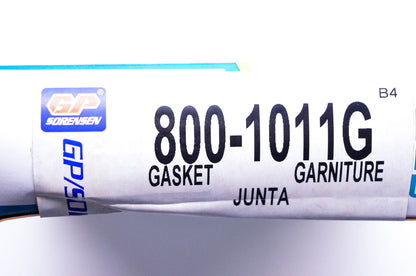 B4
GP
SORENSEN
800-1011G
GASKET GARNITURE
JUNTA
GP/SO